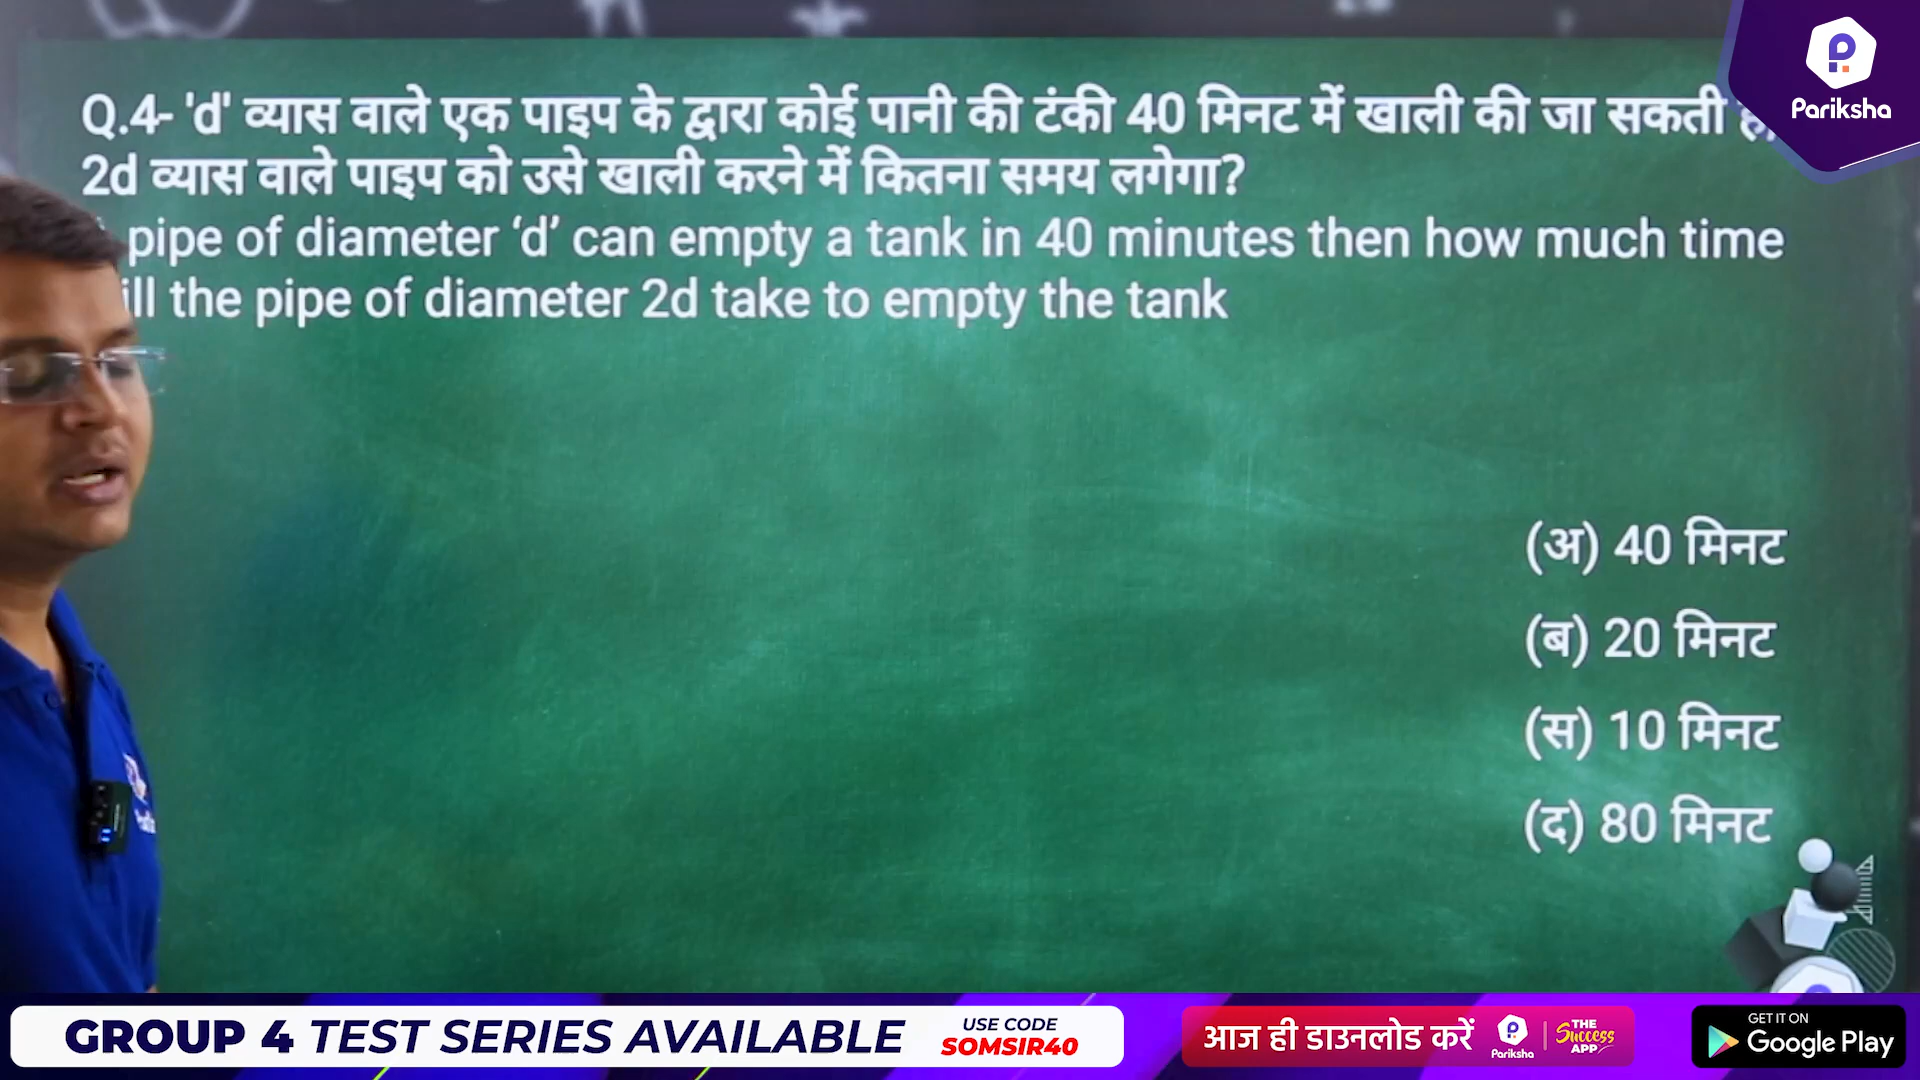 Pariksha
Q.4- 'd' व्यास वाले एक पाइप के द्वारा कोई पानी की टंकी 40 मिनट में खाली की जा सकती
2d व्यास वाले पाइप को उसे खाली करने में कितना समय लगेगा?
pipe of diameter ‘d’ can empty a tank in 40 minutes then how much time
the pipe of diameter 2d take to empty the tank
(अ) 40 मिनट
(ब) 20 मिनट
(स) 10 मिनट
(द) 80 मिनट
GROUP 4 TEST SERIES AVAILABLE
USE CODE
SOMSIR40
आज ही डाउनलोड करें
Pariksha
THE
Success
APP
GET IT ON
Google Play